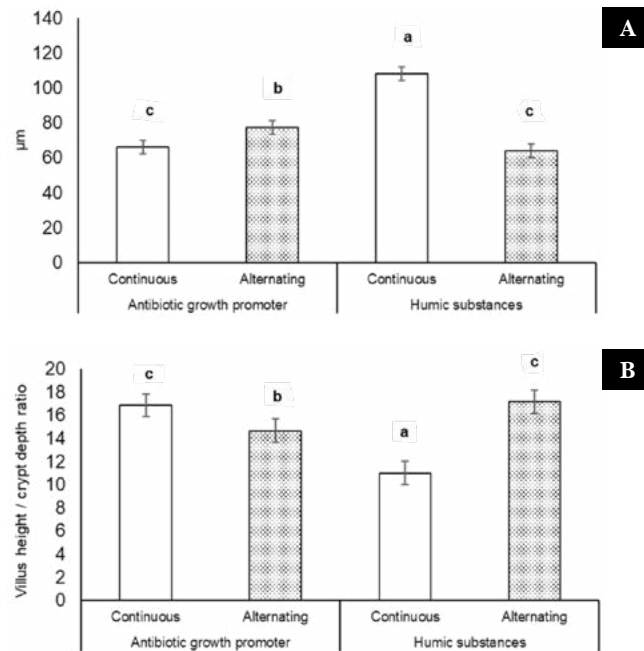 A
140
120
100
80
60
40
20
0
µm
c
b
a
c
Continuous Alternating Continuous Alternating
Antibiotic growth promoter Humic substances
B
20
18
16
14
12
10
8
6
4
2
0
Villus height / crypt depth ratio
c
b
a
c
Continuous Alternating Continuous Alternating
Antibiotic growth promoter Humic substances